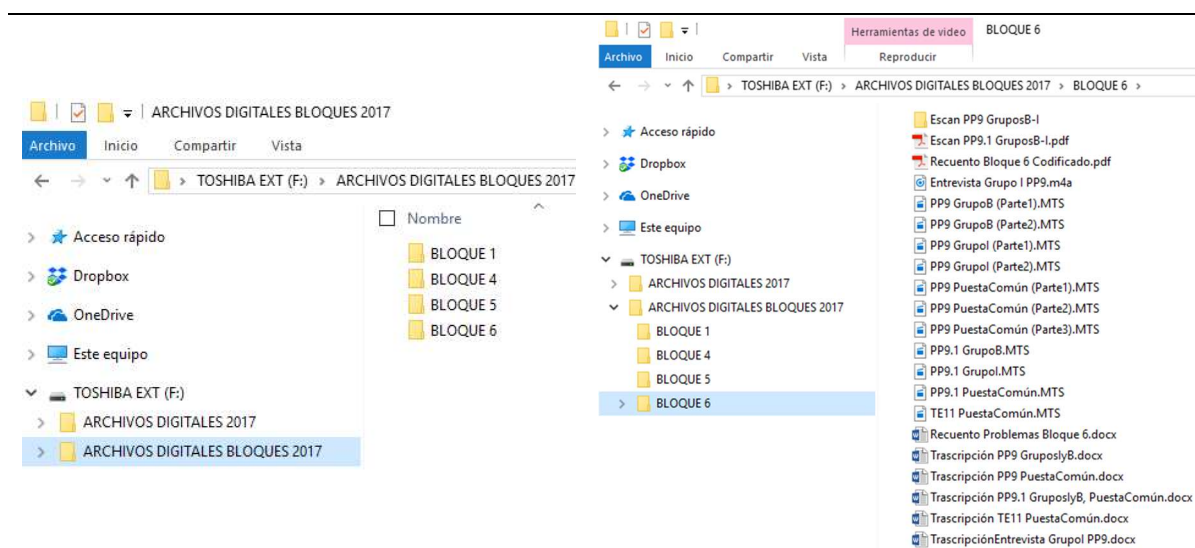 ARCHIVOS DIGITALES BLOQUES 2017
Archivo Inicio Compartir Vista
TOSHIBA EXT (F:) > ARCHIVOS DIGITALES BLOQUES 2017
Nombre
Acceso rápido
Dropbox
OneDrive
Este equipo
TOSHIBA EXT (F:)
ARCHIVOS DIGITALES 2017
ARCHIVOS DIGITALES BLOQUES 2017
BLOQUE 1
BLOQUE 4
BLOQUE 5
BLOQUE 6
Herramientas de video BLOQUE 6
Archivo Inicio Compartir Vista Reproducir
TOSHIBA EXT (F:) > ARCHIVOS DIGITALES BLOQUES 2017 > BLOQUE 6 >
Acceso rápido
Dropbox
OneDrive
Este equipo
TOSHIBA EXT (F:)
ARCHIVOS DIGITALES 2017
ARCHIVOS DIGITALES BLOQUES 2017
BLOQUE 1
BLOQUE 4
BLOQUE 5
BLOQUE 6
Escan PP9 GruposB-I
Escan PP9.1 GruposB-I.pdf
Recuento Bloque 6 Codificado.pdf
Entrevista Grupo I PP9.m4a
PP9 GrupoB (Parte1).MTS
PP9 GrupoB (Parte2).MTS
PP9 GrupoI (Parte1).MTS
PP9 GrupoI (Parte2).MTS
PP9 PuestaComún (Parte1).MTS
PP9 PuestaComún (Parte2).MTS
PP9 PuestaComún (Parte3).MTS
PP9.1 GrupoB.MTS
PP9.1 GrupoI.MTS
PP9.1 PuestaComún.MTS
TE11 PuestaComún.MTS
Recuento Problemas Bloque 6.docx
Trascripción PP9 GruposIyB.docx
Trascripción PP9 PuestaComún.docx
Trascripción PP9.1 GruposIyB, PuestaComún.docx
Trascripción TE11 PuestaComún.docx
TrascripciónEntrevista GrupoI PP9.docx